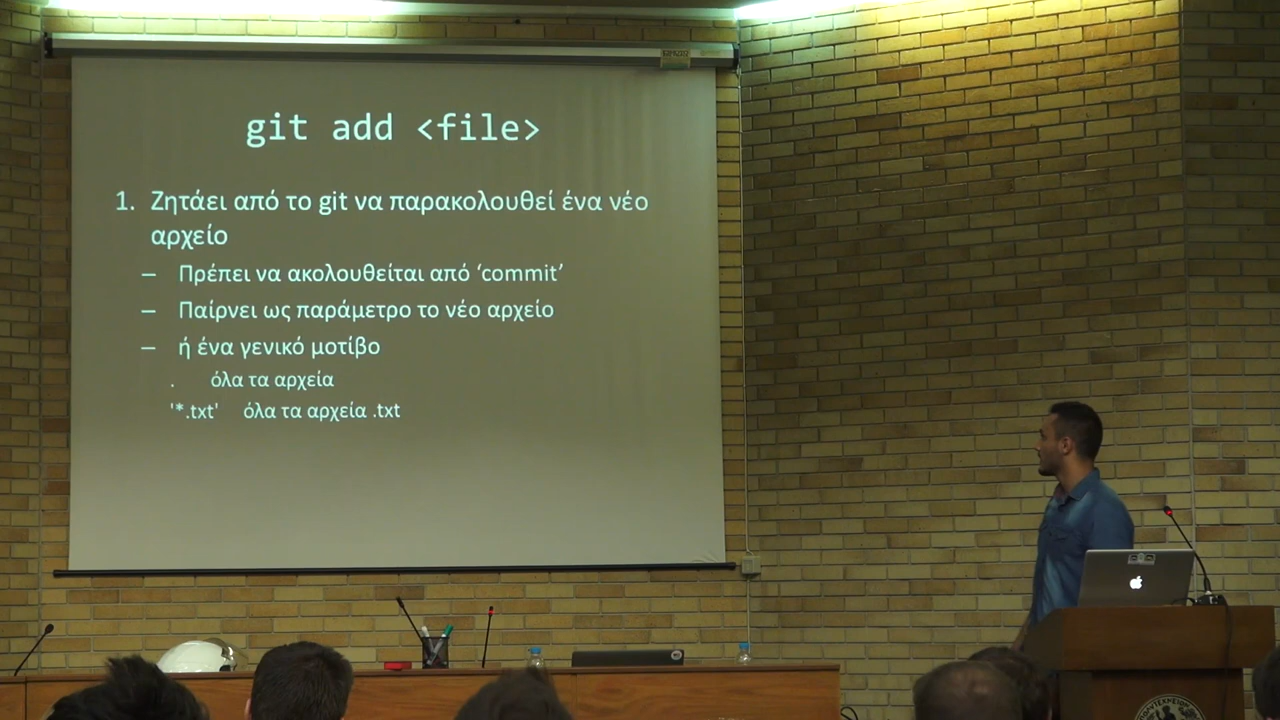 git add <file>
1. Ζητάει από το git να παρακολουθεί ένα νέο
αρχείο
– Πρέπει να ακολουθείται από ‘commit’
– Παίρνει ως παράμετρο το νέο αρχείο
– ή ένα γενικό μοτίβο
. όλα τα αρχεία
'*.txt' όλα τα αρχεία .txt